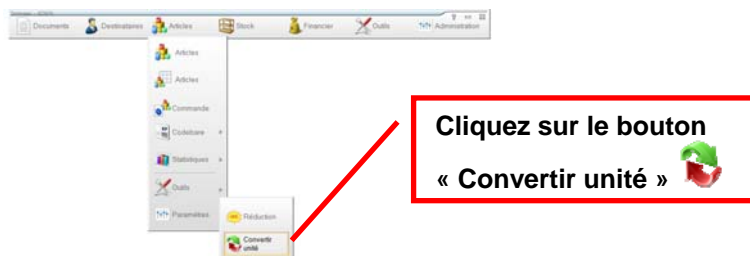 Documents Destinataires Articles Stock Financier Outils Administration
Articles
Articles
Commande
Codebare
Statistiques
Outils
Paramètres
Réduction
Convertir
unité
Cliquez sur le bouton
« Convertir unité »